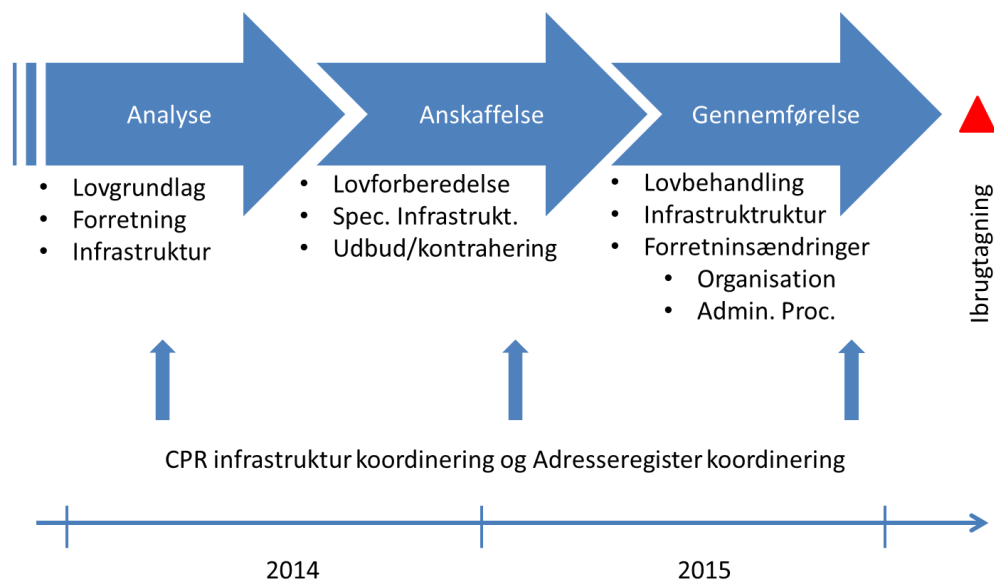 Analyse
• Lovgrundlag
• Forretning
• Infrastruktur
Anskaffelse
• Lovforberedelse
• Spec. Infrastrukt.
• Udbud/kontrahering
Gennemførelse
• Lovbehandling
• Infrastruktruktur
• Forretninsændringer
• Organisation
• Admin. Proc.
Ibrugtagning
CPR infrastruktur koordinering og Adresseregister koordinering
2014
2015